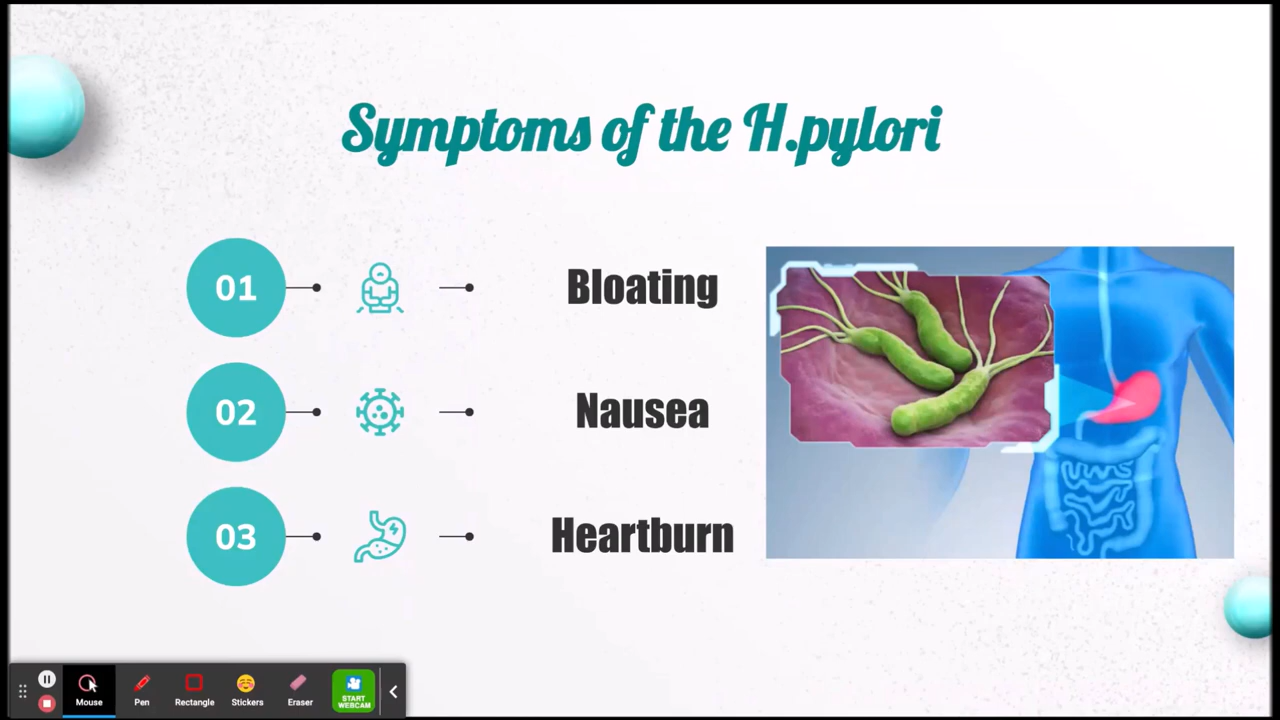 Symptoms of the H.pylori
01
Bloating
02
Nausea
03
Heartburn
Mouse
Pen
Rectangle
Stickers
Eraser
START
WEBCAM